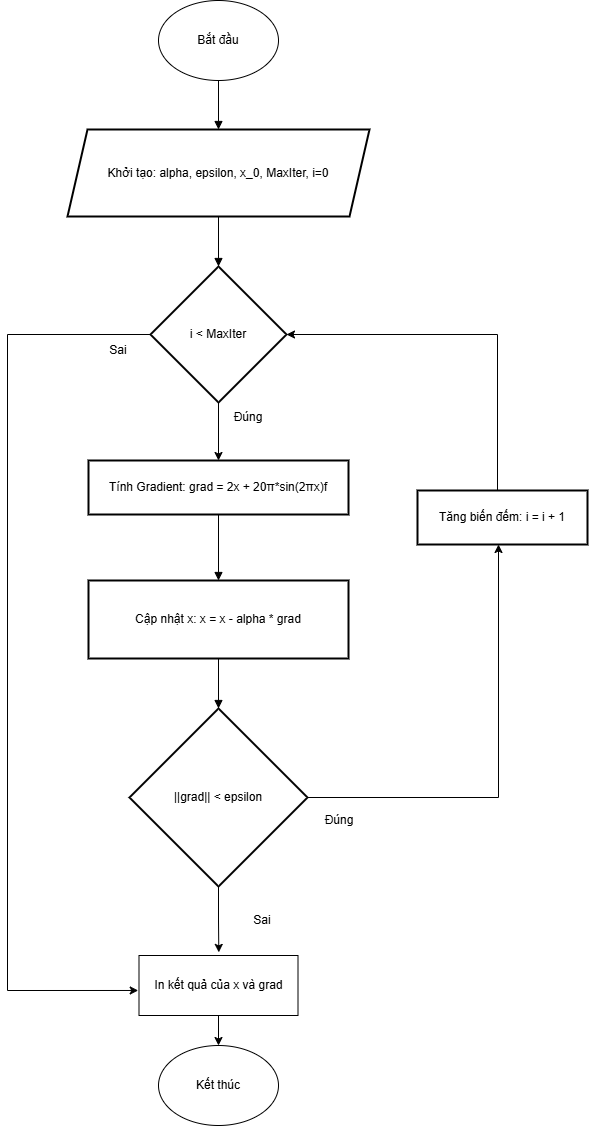 Bắt đầu
Khởi tạo: alpha, epsilon, x_0, MaxIter, i=0
i < MaxIter
Sai
Đúng
Tính Gradient: grad = 2x + 20π*sin(2πx)f
Tăng biến đếm: i = i + 1
Cập nhật x: x = x - alpha * grad
||grad|| < epsilon
Đúng
Sai
In kết quả của x và grad
Kết thúc